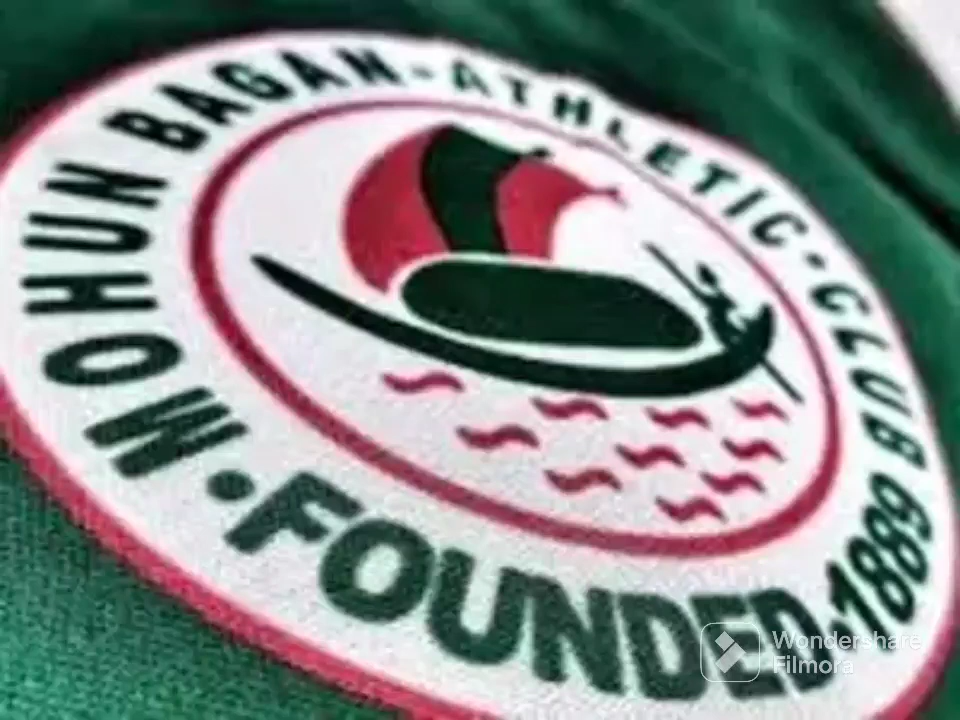 MOHUN BAGAN - ATHLETIC • CLUB
• FOUNDED • 1889
Wondershare
Filmora